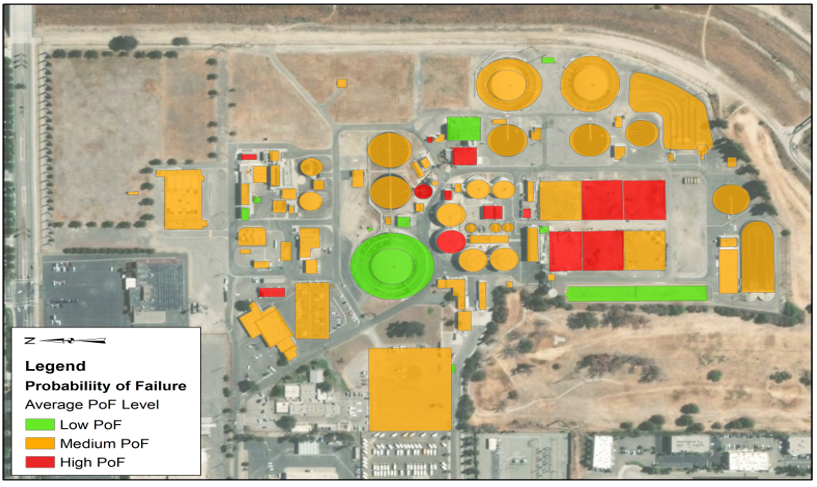 Z
Legend
Probabiliity of Failure
Average PoF Level
Low PoF
Medium PoF
High PoF